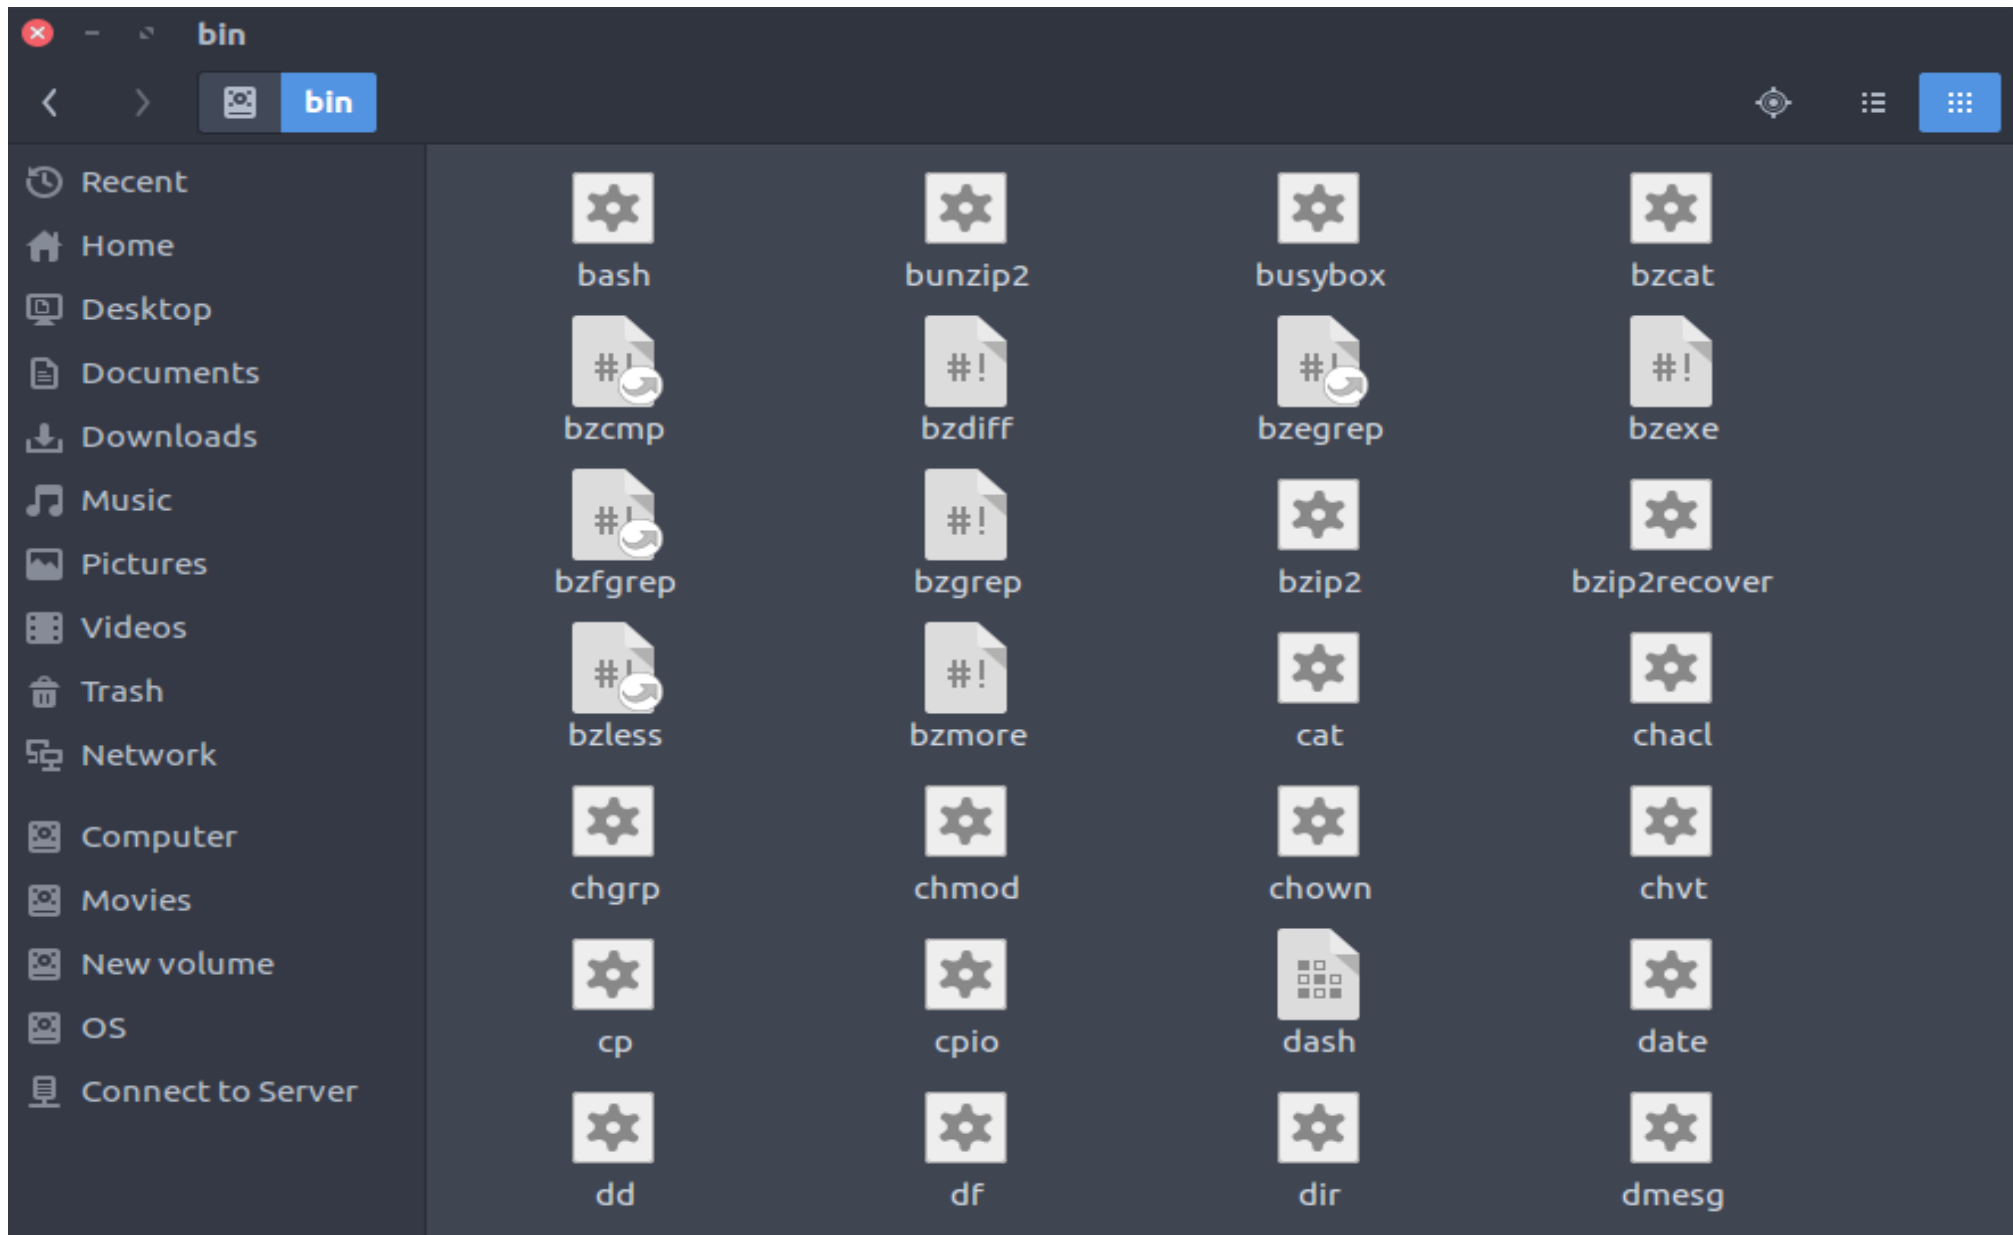 bin
bin
Recent
Home
Desktop
Documents
Downloads
Music
Pictures
Videos
Trash
Network
Computer
Movies
New volume
OS
Connect to Server
bash bunzip2 busybox bzcat
#! #! #! #!
bzcmp bzdiff bzegrep bzexe
#! #!
bzfgrep bzgrep bzip2 bzip2recover
#! #!
bzless bzmore cat chacl
chgrp chmod chown chvt
cp cpio dash date
dd df dir dmesg